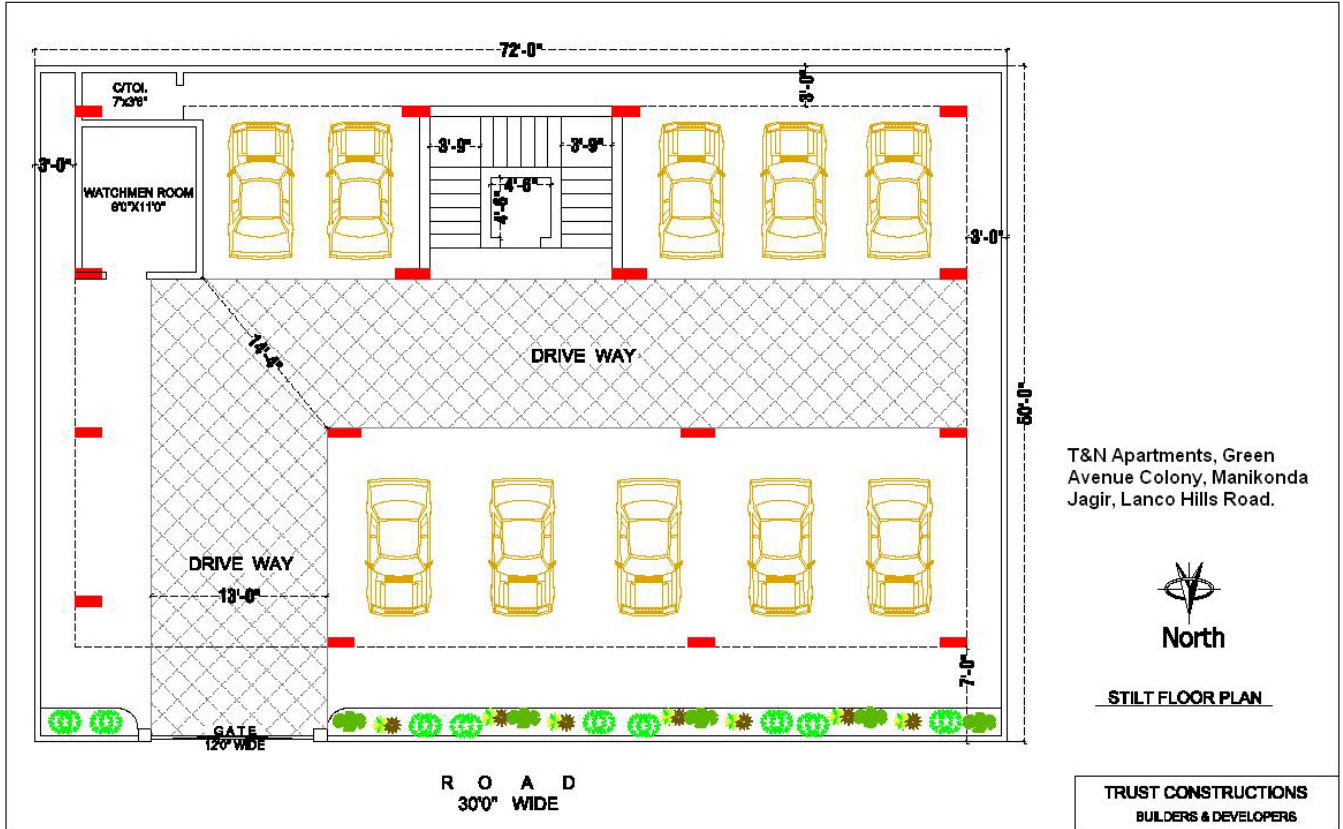 72'-0"
C/TOI.
7'x3'6"
3'-0"
3'-0"
WATCHMEN ROOM
8'0"X11'0"
3'-9"
3'-9"
4'-6"
4'-6"
3'-0"
14'-4"
DRIVE WAY
50'-0"
DRIVE WAY
13'-0"
7'-0"
GATE
12'0" WIDE
R O A D
30'0" WIDE
T&N Apartments, Green
Avenue Colony, Manikonda
Jagir, Lanco Hills Road.
North
STILT FLOOR PLAN
TRUST CONSTRUCTIONS
BUILDERS & DEVELOPERS